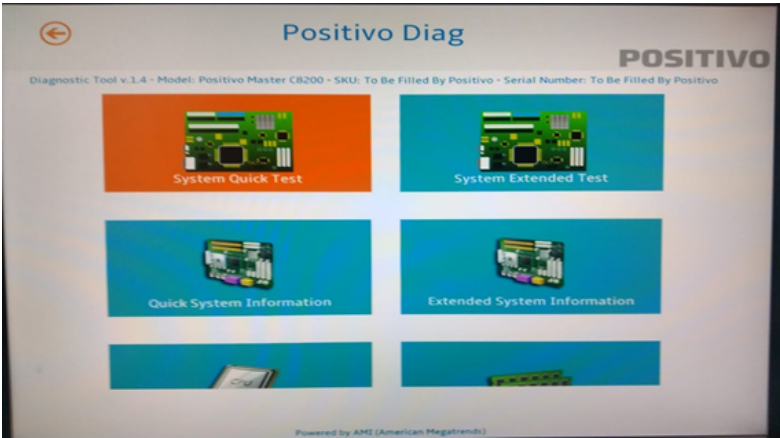 Positivo Diag
POSITIVO
Diagnostic Tool v.1.4 - Model: Positivo Master C8200 - SKU: To Be Filled By Positivo - Serial Number: To Be Filled By Positivo
System Quick Test
System Extended Test
Quick System Information
Extended System Information
CPU
Powered by AMI (American Megatrends)